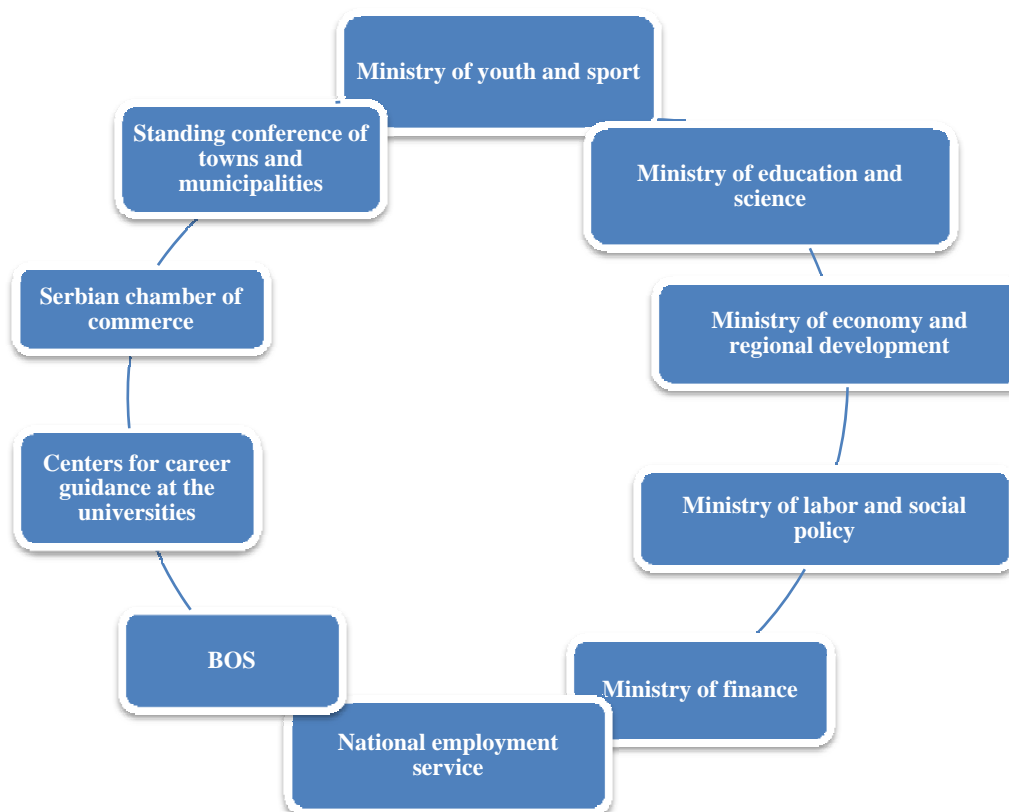 Ministry of youth and sport
Standing conference of
towns and
municipalities
Ministry of education and
science
Serbian chamber of
commerce
Ministry of economy and
regional development
Centers for career
guidance at the
universities
Ministry of labor and social
policy
BOS
Ministry of finance
National employment
service